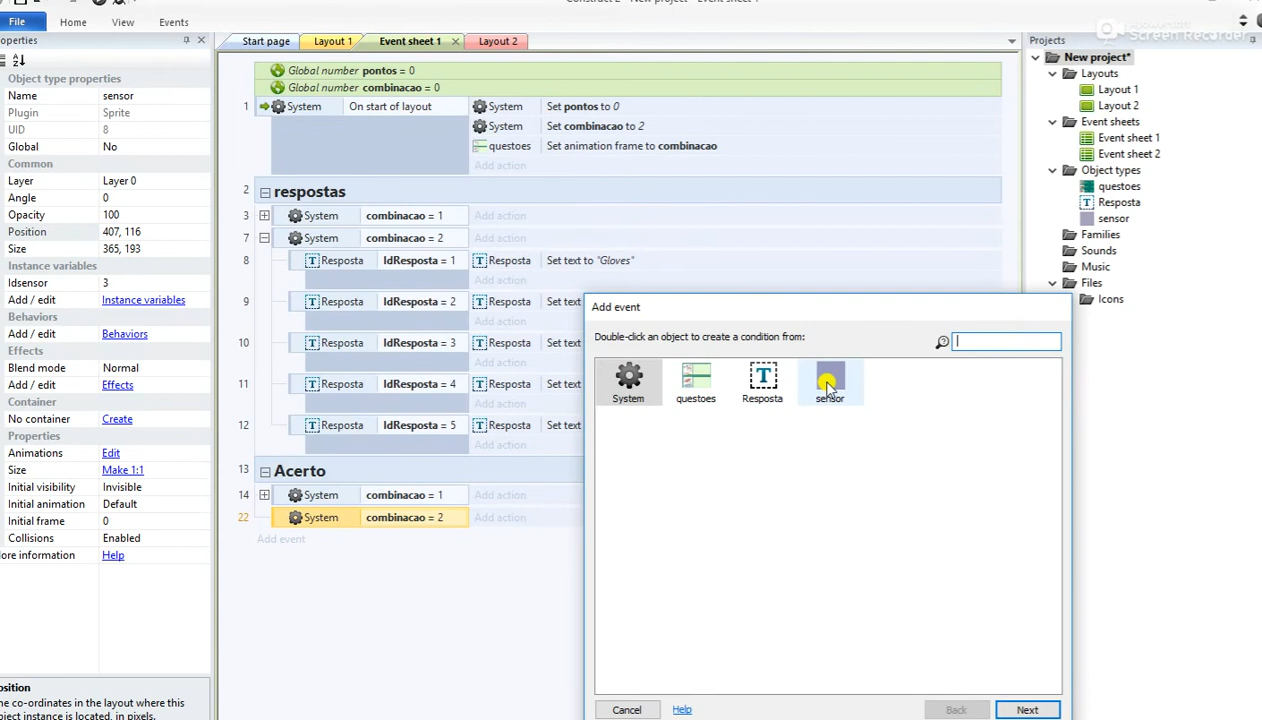 Construct 2 - New project - Event sheet 1
File Home View Events
Apowersoft
Screen Recorder
operties
Start page Layout 1 Event sheet 1 Layout 2
Projects
Object type properties
Name sensor
Plugin Sprite
UID 8
Global No
Common
Layer Layer 0
Angle 0
Opacity 100
Position 407, 116
Size 365, 193
Instance variables
Idsensor 3
Add / edit Instance variables
Behaviors
Add / edit Behaviors
Effects
Blend mode Normal
Add / edit Effects
Container
No container Create
Properties
Animations Edit
Size Make 1:1
Initial visibility Invisible
Initial animation Default
Initial frame 0
Collisions Enabled
ore information Help
osition
he co-ordinates in the layout where this
bject instance is located, in pixels.
Global number pontos = 0
Global number combinacao = 0
1 System On start of layout System Set pontos to 0
System Set combinacao to 2
questoes Set animation frame to combinacao
Add action
2 respostas
3 System combinacao = 1 Add action
7 System combinacao = 2 Add action
8 Resposta IdResposta = 1 Resposta Set text to "Gloves"
Add action
9 Resposta IdResposta = 2 Resposta Set text
Add action
10 Resposta IdResposta = 3 Resposta Set text
Add action
11 Resposta IdResposta = 4 Resposta Set text
Add action
12 Resposta IdResposta = 5 Resposta Set text
Add action
13 Acerto
14 System combinacao = 1 Add action
22 System combinacao = 2 Add action
Add event
Add event
Double-click an object to create a condition from:
System questoes Resposta sensor
Cancel Help Back Next
New project*
Layouts
Layout 1
Layout 2
Event sheets
Event sheet 1
Event sheet 2
Object types
questoes
Resposta
sensor
Families
Sounds
Music
Files
Icons